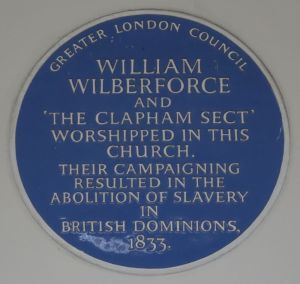 GREATER LONDON COUNCIL
WILLIAM
WILBERFORCE
AND
'THE CLAPHAM SECT'
WORSHIPPED IN THIS
CHURCH.
THEIR CAMPAIGNING
RESULTED IN THE
ABOLITION OF SLAVERY
IN
BRITISH DOMINIONS,
1833.